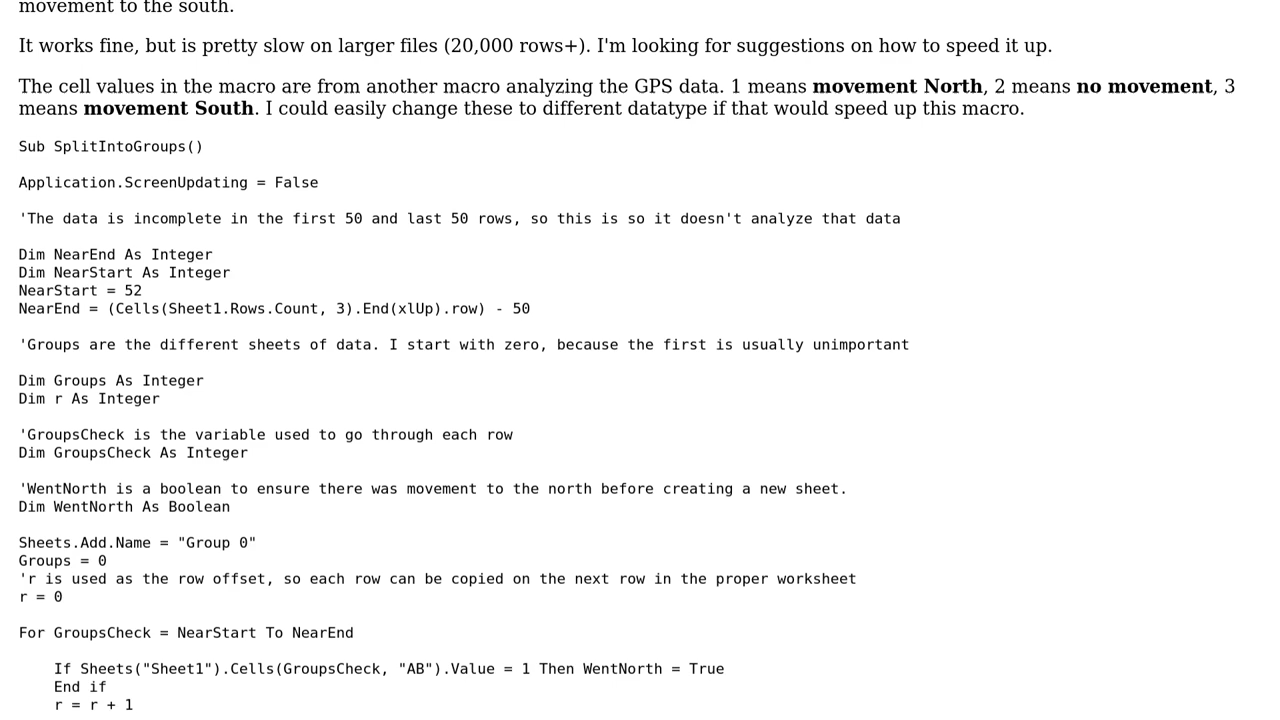 movement to the south.
It works fine, but is pretty slow on larger files (20,000 rows+). I'm looking for suggestions on how to speed it up.
The cell values in the macro are from another macro analyzing the GPS data. 1 means movement North, 2 means no movement, 3
means movement South. I could easily change these to different datatype if that would speed up this macro.
Sub SplitIntoGroups()
Application.ScreenUpdating = False
'The data is incomplete in the first 50 and last 50 rows, so this is so it doesn't analyze that data
Dim NearEnd As Integer
Dim NearStart As Integer
NearStart = 52
NearEnd = (Cells(Sheet1.Rows.Count, 3).End(xlUp).row) - 50
'Groups are the different sheets of data. I start with zero, because the first is usually unimportant
Dim Groups As Integer
Dim r As Integer
'GroupsCheck is the variable used to go through each row
Dim GroupsCheck As Integer
'WentNorth is a boolean to ensure there was movement to the north before creating a new sheet.
Dim WentNorth As Boolean
Sheets.Add.Name = "Group 0"
Groups = 0
'r is used as the row offset, so each row can be copied on the next row in the proper worksheet
r = 0
For GroupsCheck = NearStart To NearEnd
    If Sheets("Sheet1").Cells(GroupsCheck, "AB").Value = 1 Then WentNorth = True
    End if
    r = r + 1